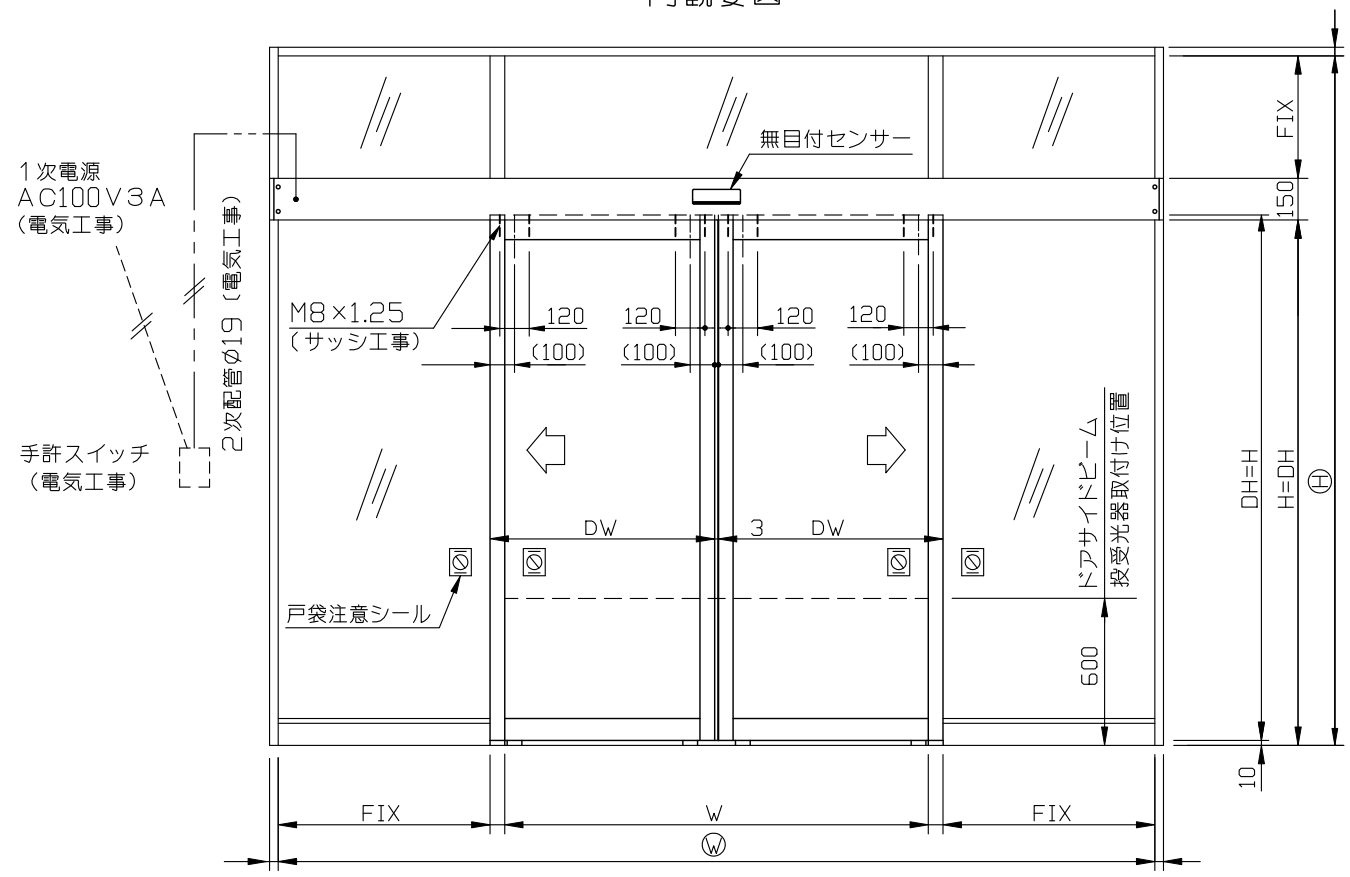 無目付センサー
FIX
150
1次電源
AC100V3A
(電気工事)
2次配管Ø19 (電気工事)
M8×1.25
(サッシ工事)
120
120
120
120
(100)
(100)
(100)
(100)
手許スイッチ
(電気工事)
ドアサイドビーム
投受光器取付け位置
DH=H
H=DH
H
DW
3
DW
戸袋注意シール
600
10
FIX
W
FIX
W